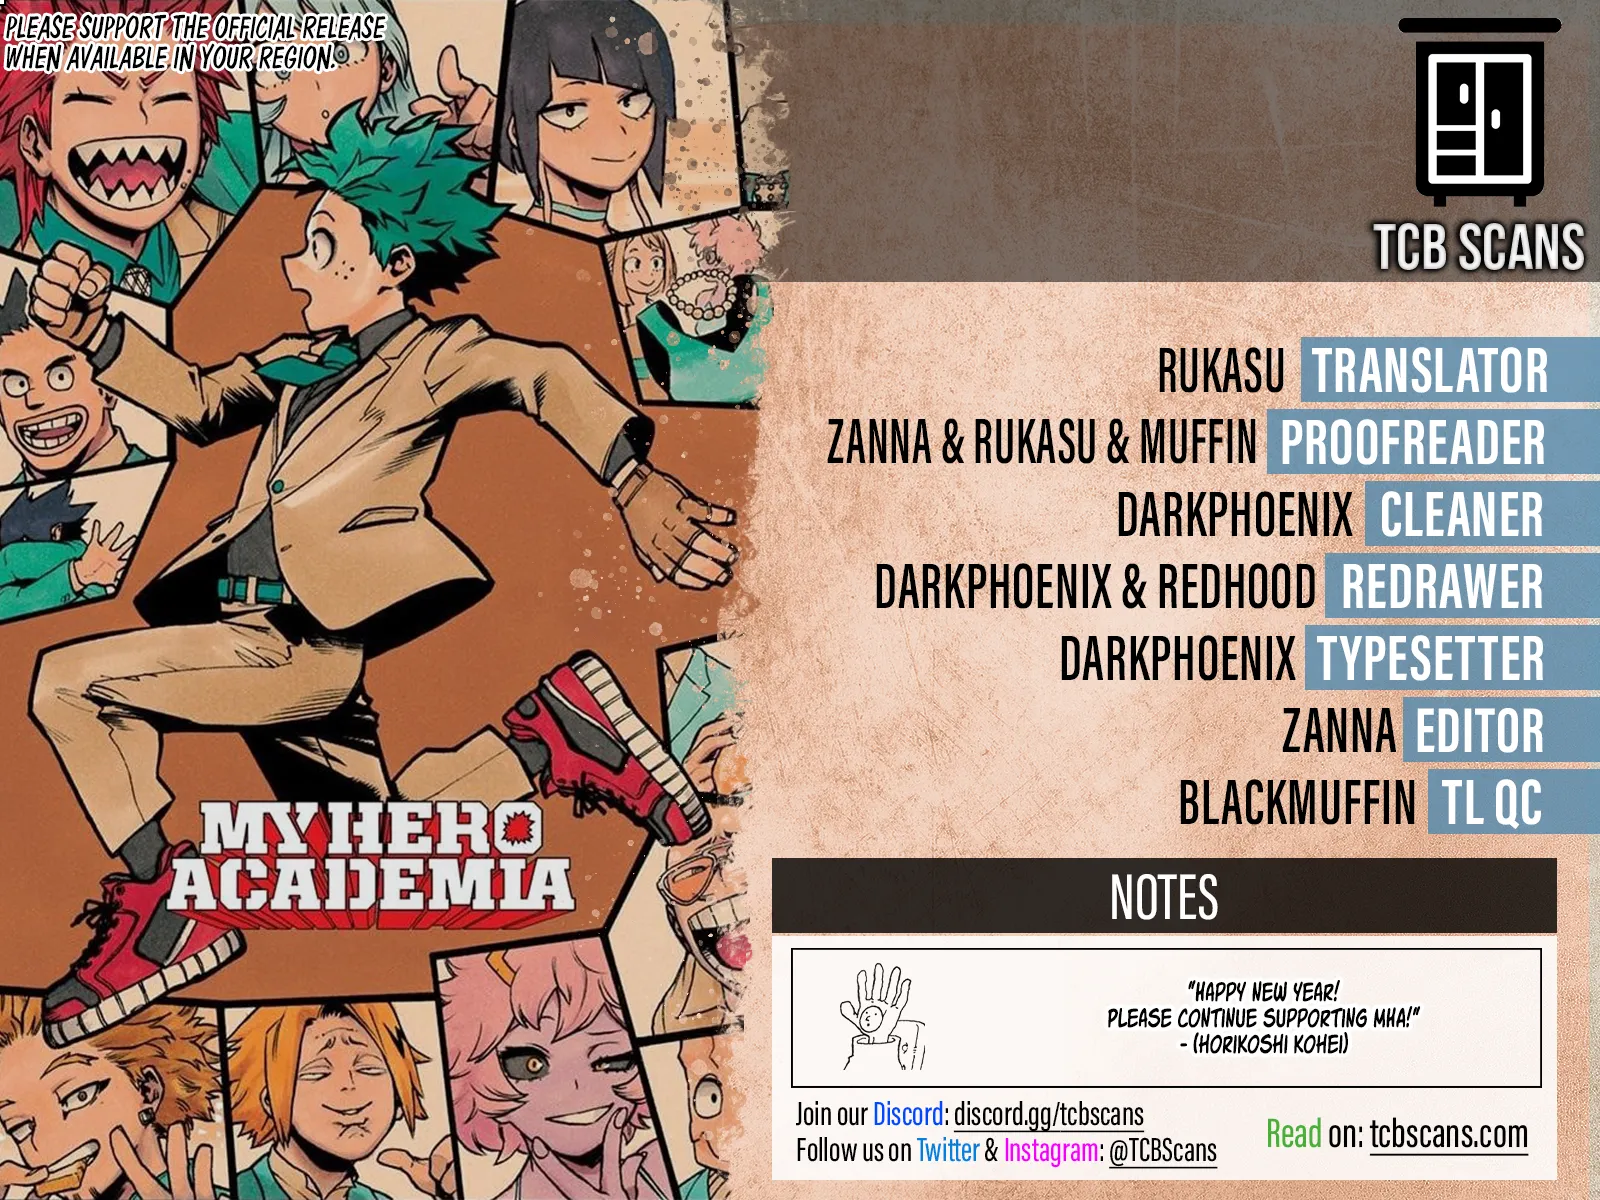 PLEASE SUPPORT THE OFFICIAL RELEASE
WHEN AVAILABLE IN YOUR REGION.
TCB SCANS
RUKASU TRANSLATOR
ZANNA & RUKASU & MUFFIN PROOFREADER
DARKPHOENIX CLEANER
DARKPHOENIX & REDHOOD REDRAWER
DARKPHOENIX TYPESETTER
ZANNA EDITOR
BLACKMUFFIN TL QC
MY HERO
ACADEMIA
NOTES
"HAPPY NEW YEAR!
PLEASE CONTINUE SUPPORTING MHA!"
- (HORIKOSHI KOHEI)
Join our Discord: discord.gg/tcbscans
Follow us on Twitter & Instagram: @TCBScans
Read on: tcbscans.com